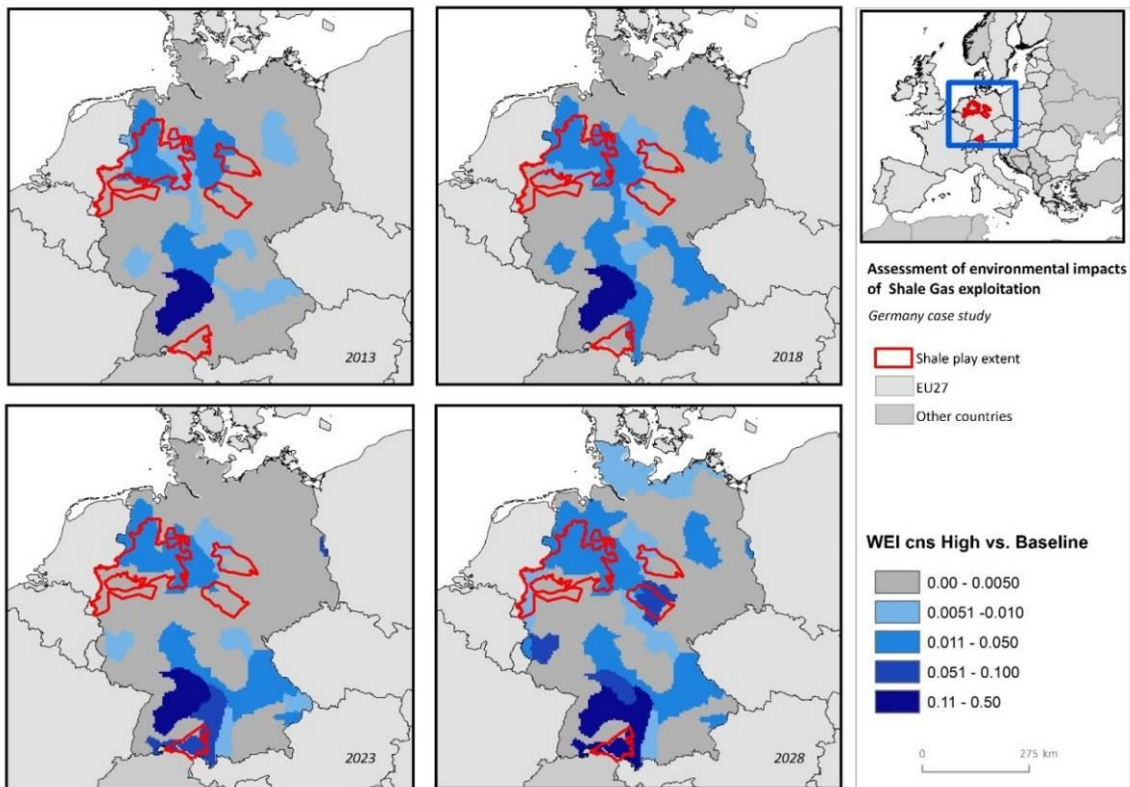 2013
2018
2023
2028
Assessment of environmental impacts
of Shale Gas exploitation
Germany case study
Shale play extent
EU27
Other countries
WEI cns High vs. Baseline
0.00 - 0.0050
0.0051 -0.010
0.011 - 0.050
0.051 - 0.100
0.11 - 0.50
0 275 km